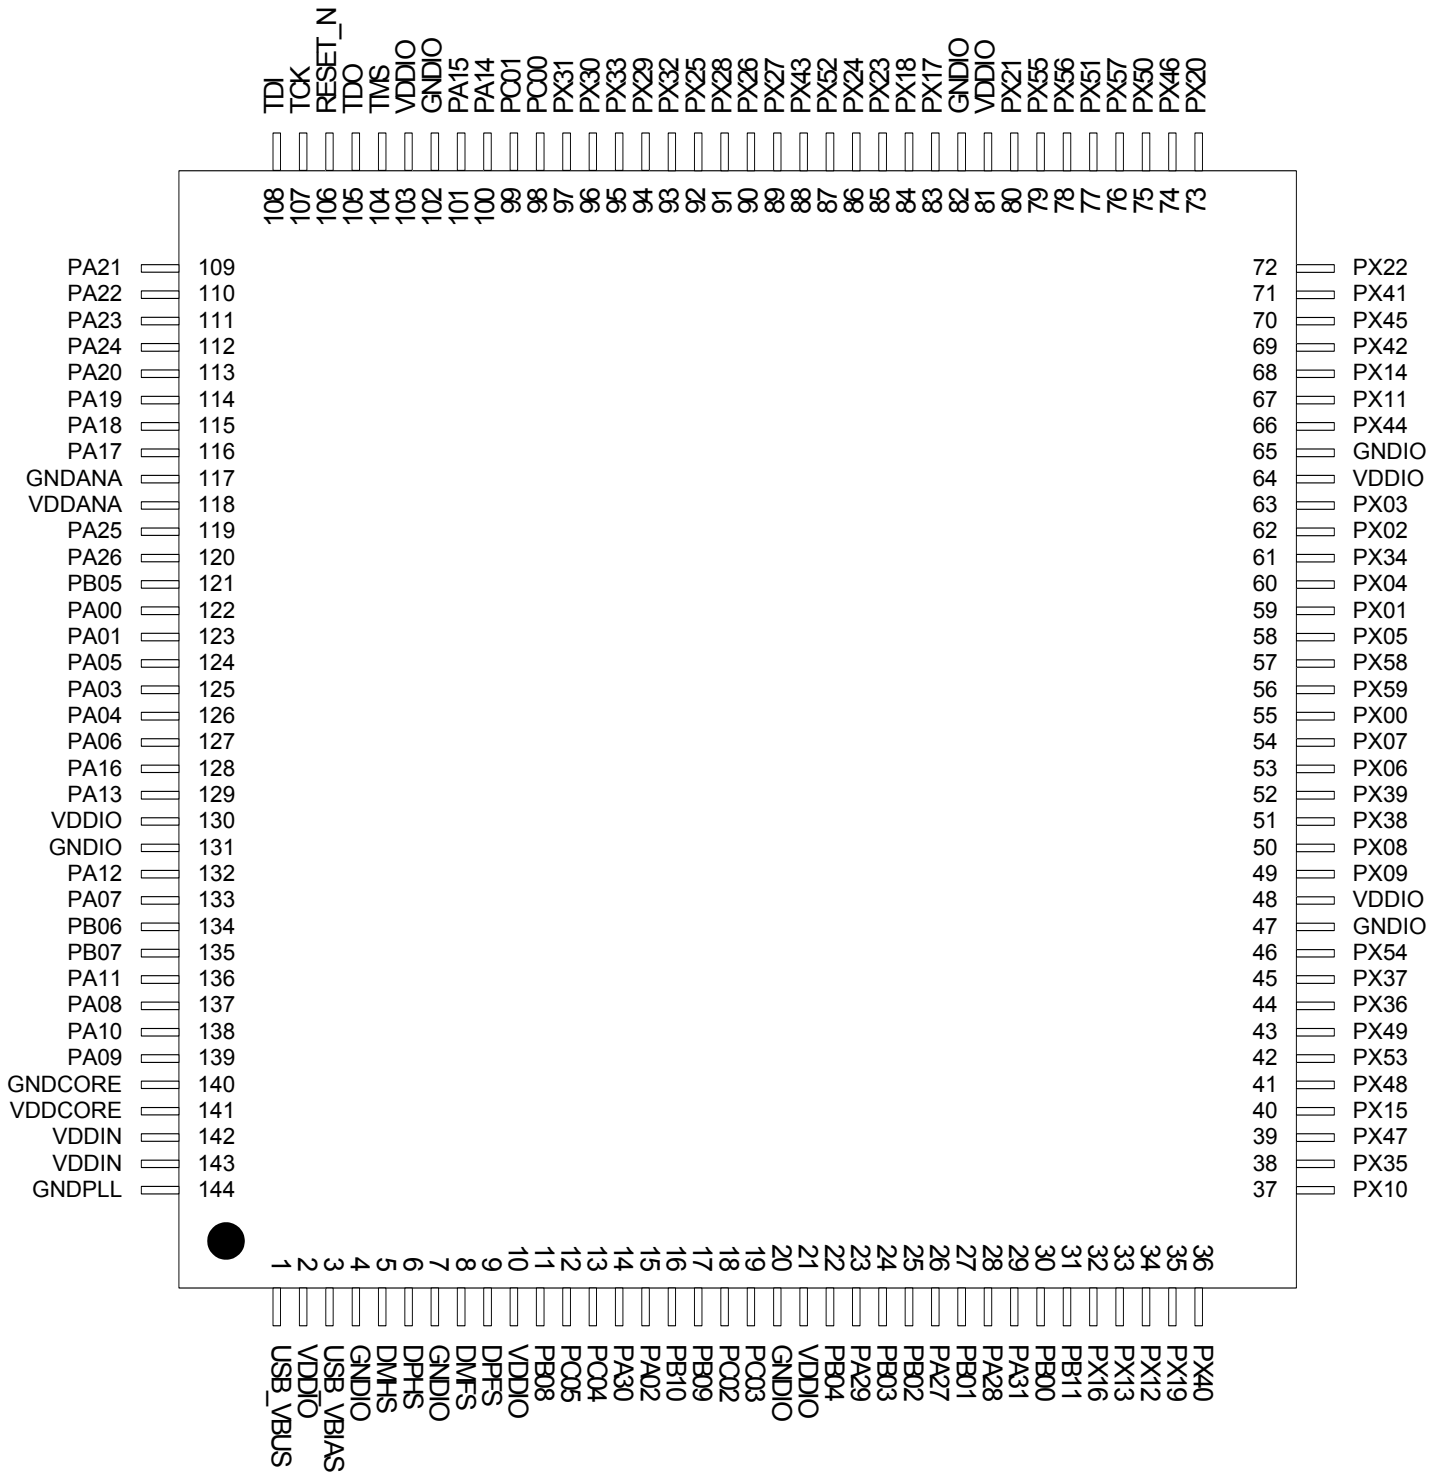 TDI TCK RESET_N TDO TMS VDDIO GNDIO PA15 PA14 PC01 PC00 PX31 PX30 PX33 PX29 PX32 PX25 PX28 PX26 PX27 PX43 PX52 PX24 PX23 PX18 PX17 GNDIO VDDIO PX21 PX55 PX56 PX51 PX57 PX50 PX46 PX20
108 107 106 105 104 103 102 101 100 99 98 97 96 95 94 93 92 91 90 89 88 87 86 85 84 83 82 81 80 79 78 77 76 75 74 73
PA21 109 72 PX22
PA22 110 71 PX41
PA23 111 70 PX45
PA24 112 69 PX42
PA20 113 68 PX14
PA19 114 67 PX11
PA18 115 66 PX44
PA17 116 65 GNDIO
GNDANA 117 64 VDDIO
VDDANA 118 63 PX03
PA25 119 62 PX02
PA26 120 61 PX34
PB05 121 60 PX04
PA00 122 59 PX01
PA01 123 58 PX05
PA05 124 57 PX58
PA03 125 56 PX59
PA04 126 55 PX00
PA06 127 54 PX07
PA16 128 53 PX06
PA13 129 52 PX39
VDDIO 130 51 PX38
GNDIO 131 50 PX08
PA12 132 49 PX09
PA07 133 48 VDDIO
PB06 134 47 GNDIO
PB07 135 46 PX54
PA11 136 45 PX37
PA08 137 44 PX36
PA10 138 43 PX49
PA09 139 42 PX53
GNDCORE 140 41 PX48
VDDCORE 141 40 PX15
VDDIN 142 39 PX47
VDDIN 143 38 PX35
GNDPLL 144 37 PX10
1 2 3 4 5 6 7 8 9 10 11 12 13 14 15 16 17 18 19 20 21 22 23 24 25 26 27 28 29 30 31 32 33 34 35 36
USB_VBUS VDDIO USB_VBIAS GNDIO DMHS DPHS GNDIO DMFS DPFS VDDIO PB08 PC05 PC04 PA30 PA02 PB10 PB09 PC02 PC03 GNDIO VDDIO PB04 PA29 PB03 PB02 PA27 PB01 PA28 PA31 PB00 PB11 PX16 PX13 PX12 PX19 PX40